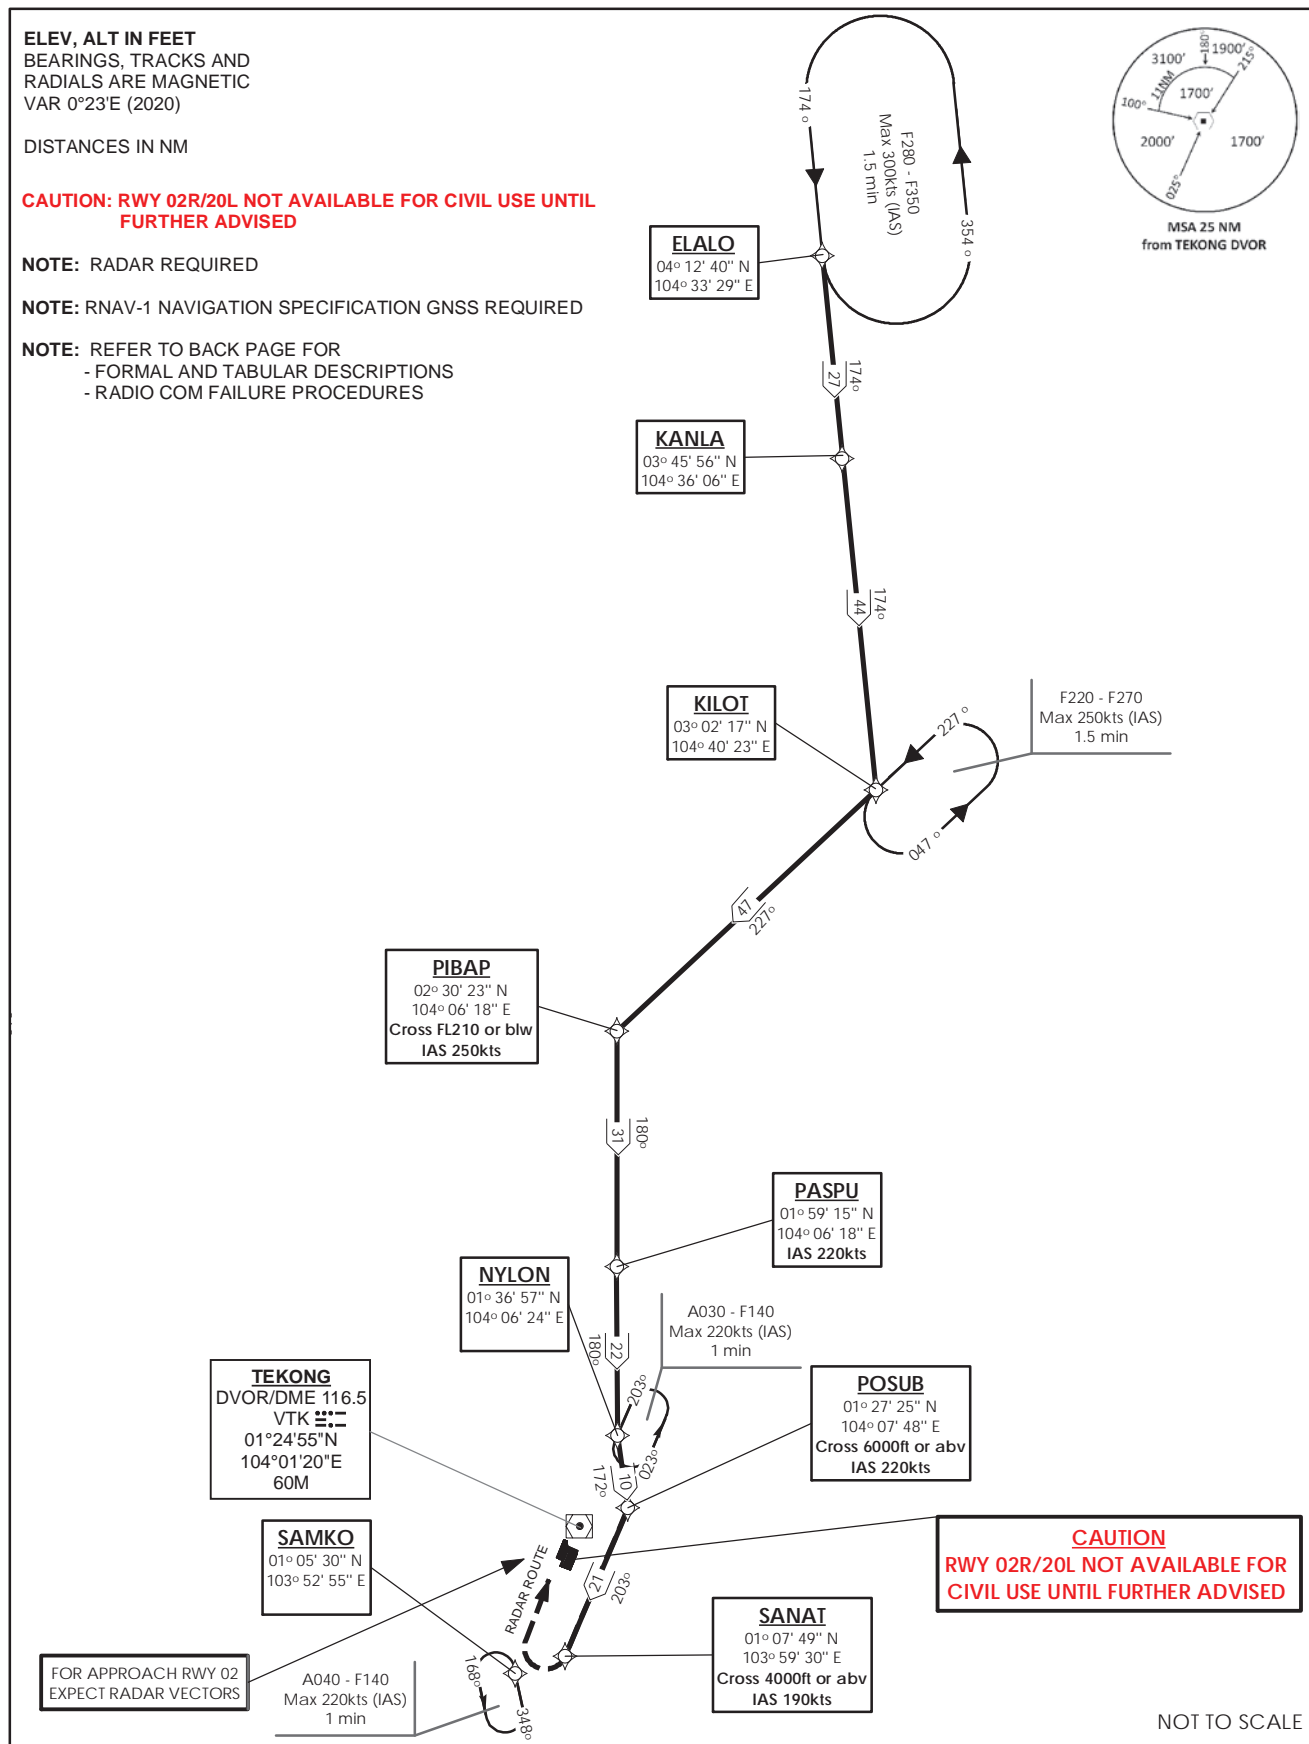 ELEV, ALT IN FEET
BEARINGS, TRACKS AND
RADIALS ARE MAGNETIC
VAR 0°23'E (2020)
DISTANCES IN NM
CAUTION: RWY 02R/20L NOT AVAILABLE FOR CIVIL USE UNTIL
FURTHER ADVISED
NOTE: RADAR REQUIRED
NOTE: RNAV-1 NAVIGATION SPECIFICATION GNSS REQUIRED
NOTE: REFER TO BACK PAGE FOR
- FORMAL AND TABULAR DESCRIPTIONS
- RADIO COM FAILURE PROCEDURES
3100'
180°
1900'
215°
11NM
1700'
100°
2000'
1700'
025°
MSA 25 NM
from TEKONG DVOR
174°
F280 - F350
Max 300kts (IAS)
1.5 min
354°
ELALO
04° 12' 40" N
104° 33' 29" E
27
174°
KANLA
03° 45' 56" N
104° 36' 06" E
44
174°
KILOT
03° 02' 17" N
104° 40' 23" E
227°
047°
F220 - F270
Max 250kts (IAS)
1.5 min
47
227°
PIBAP
02° 30' 23" N
104° 06' 18" E
Cross FL210 or blw
IAS 250kts
31
180°
PASPU
01° 59' 15" N
104° 06' 18" E
IAS 220kts
NYLON
01° 36' 57" N
104° 06' 24" E
22
180°
A030 - F140
Max 220kts (IAS)
1 min
203°
023°
TEKONG
DVOR/DME 116.5
VTK
01°24'55"N
104°01'20"E
60M
POSUB
01° 27' 25" N
104° 07' 48" E
Cross 6000ft or abv
IAS 220kts
10
172°
SAMKO
01° 05' 30" N
103° 52' 55" E
RADAR ROUTE
21
203°
CAUTION
RWY 02R/20L NOT AVAILABLE FOR
CIVIL USE UNTIL FURTHER ADVISED
SANAT
01° 07' 49" N
103° 59' 30" E
Cross 4000ft or abv
IAS 190kts
FOR APPROACH RWY 02
EXPECT RADAR VECTORS
A040 - F140
Max 220kts (IAS)
1 min
168°
348°
NOT TO SCALE